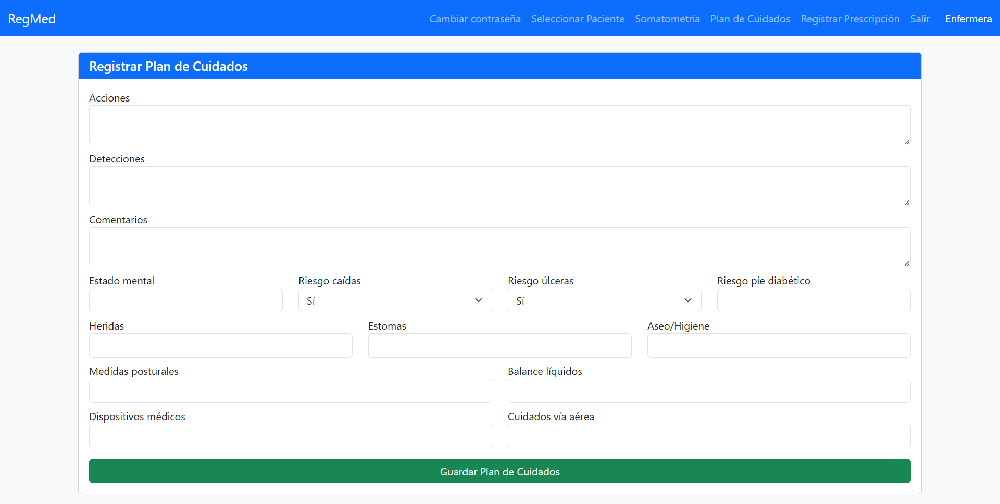 RegMed
Cambiar contraseña Seleccionar Paciente Somatometría Plan de Cuidados Registrar Prescripción Salir Enfermera
Registrar Plan de Cuidados
Acciones
Detecciones
Comentarios
Estado mental Riesgo caídas Riesgo úlceras Riesgo pie diabético
Sí Sí
Heridas Estomas Aseo/Higiene
Medidas posturales Balance líquidos
Dispositivos médicos Cuidados vía aérea
Guardar Plan de Cuidados